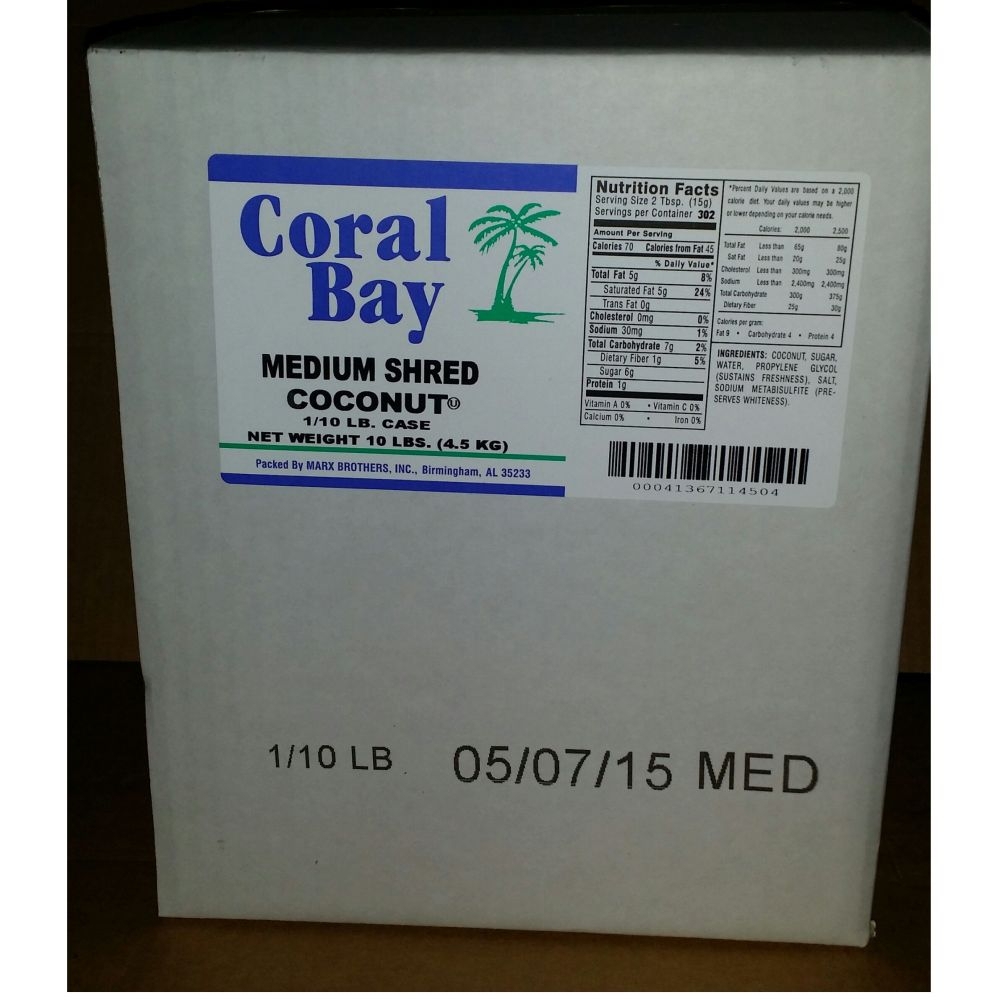 Coral
Bay
MEDIUM SHRED
COCONUTⓊ
1/10 LB. CASE
NET WEIGHT 10 LBS. (4.5 KG)
Packed By MARX BROTHERS, INC., Birmingham, AL 35233
Nutrition Facts
Serving Size 2 Tbsp. (15g)
Servings per Container 302
Amount Per Serving
Calories 70 Calories from Fat 45
% Daily Value*
Total Fat 5g 8%
Saturated Fat 5g 24%
Trans Fat 0g
Cholesterol 0mg 0%
Sodium 30mg 1%
Total Carbohydrate 7g 2%
Dietary Fiber 1g 5%
Sugar 6g
Protein 1g
Vitamin A 0% • Vitamin C 0%
Calcium 0% • Iron 0%
*Percent Daily Values are based on a 2,000
calorie diet. Your daily values may be higher
or lower depending on your calorie needs.
Calories: 2,000 2,500
Total Fat Less than 65g 80g
Sat Fat Less than 20g 25g
Cholesterol Less than 300mg 300mg
Sodium Less than 2,400mg 2,400mg
Total Carbohydrate 300g 375g
Dietary Fiber 25g 30g
Calories per gram:
Fat 9 • Carbohydrate 4 • Protein 4
INGREDIENTS: COCONUT, SUGAR,
WATER, PROPYLENE GLYCOL
(SUSTAINS FRESHNESS), SALT,
SODIUM METABISULFITE (PRE-
SERVES WHITENESS).
00041367114504
1/10 LB 05/07/15 MED